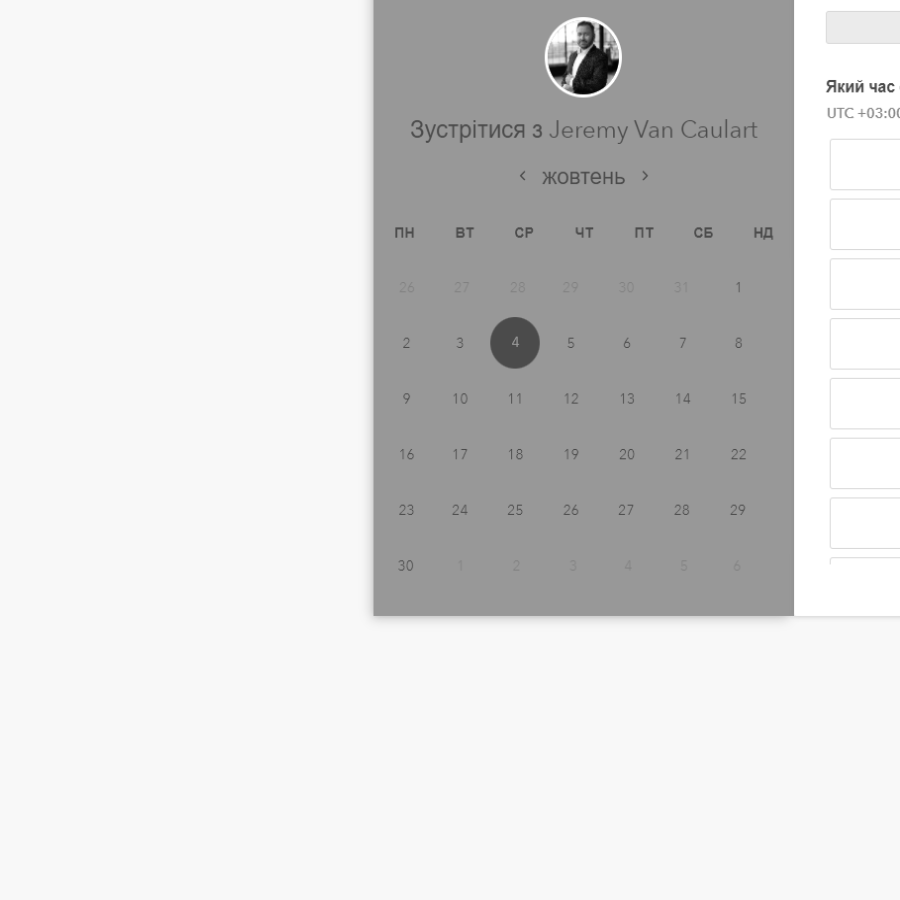 Зустрітися з Jeremy Van Caulart
жовтень
ПН ВТ СР ЧТ ПТ СБ НД
26 27 28 29 30 31 1
2 3 4 5 6 7 8
9 10 11 12 13 14 15
16 17 18 19 20 21 22
23 24 25 26 27 28 29
30 1 2 3 4 5 6
Який час
UTC +03:00